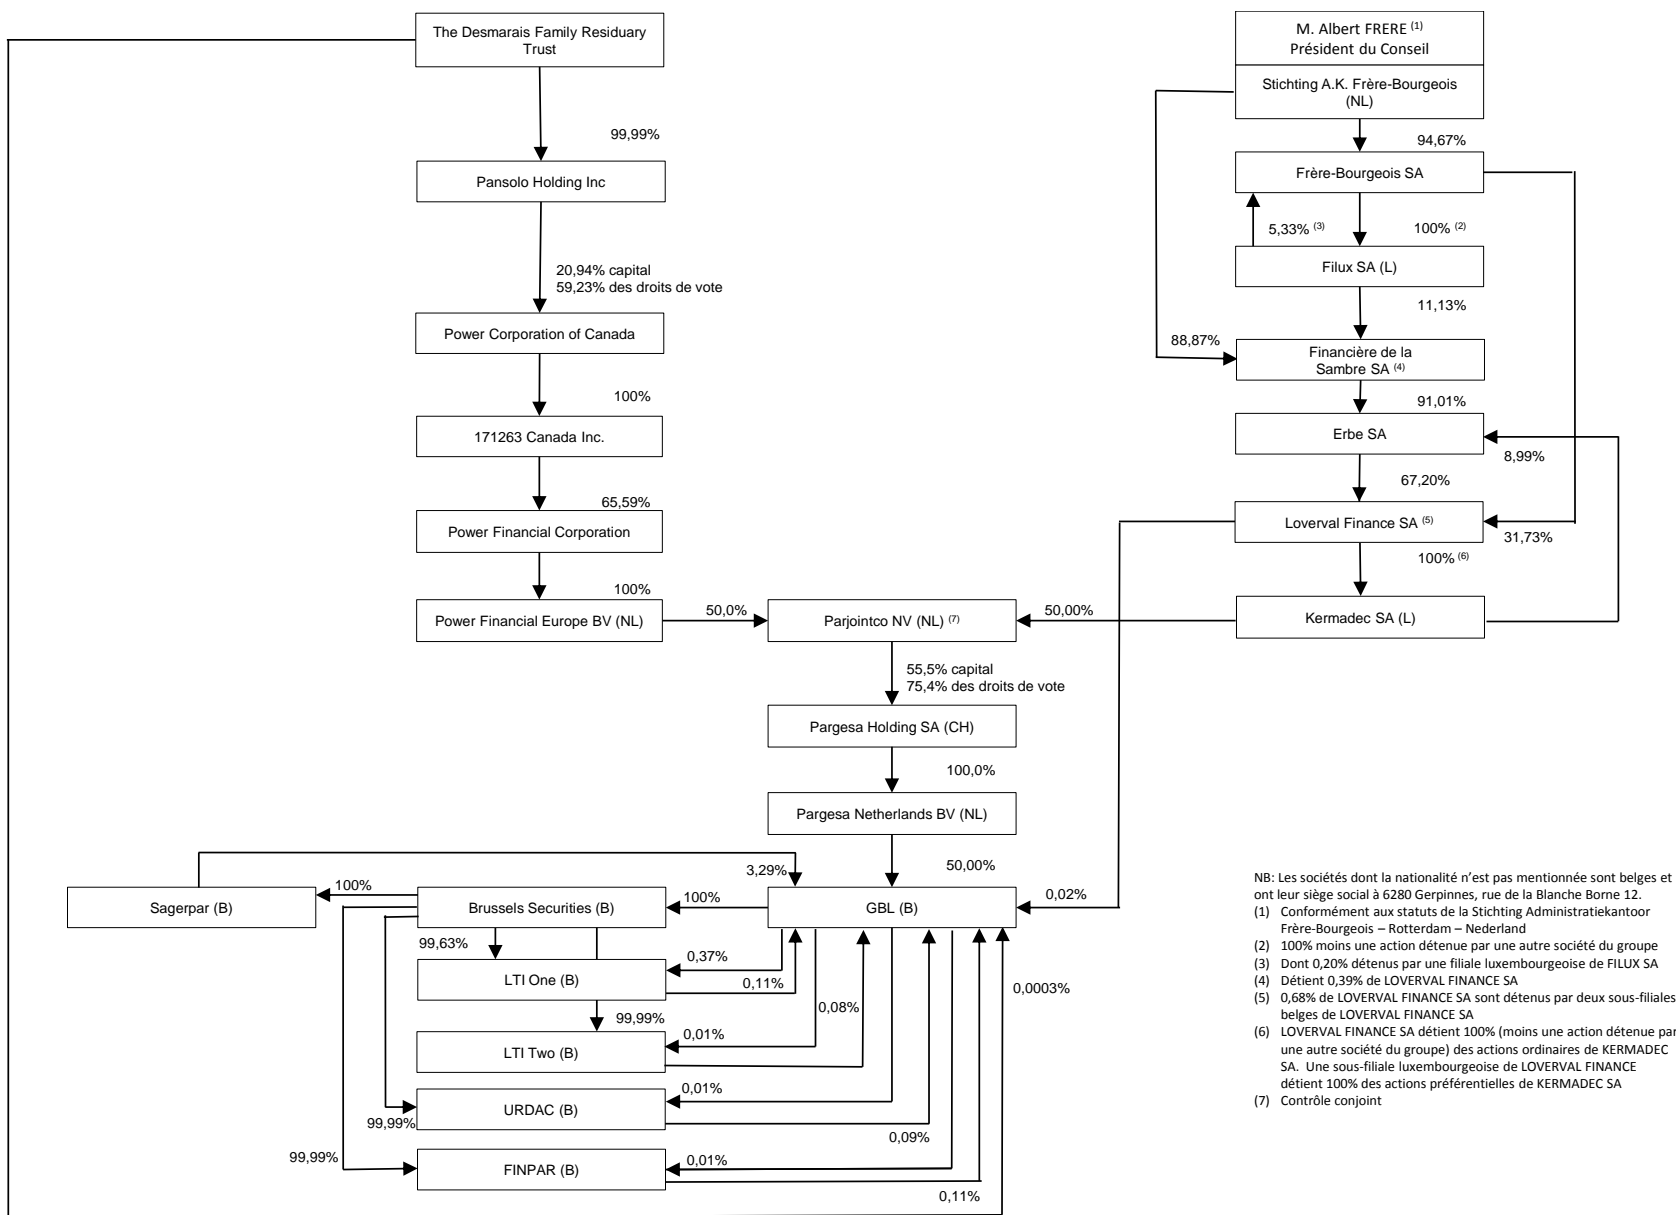 The Desmarais Family Residuary
Trust
99,99%
Pansolo Holding Inc
20,94% capital
59,23% des droits de vote
Power Corporation of Canada
100%
171263 Canada Inc.
65,59%
Power Financial Corporation
100%
Power Financial Europe BV (NL)
50,0%
M. Albert FRERE (1)
Président du Conseil
Stichting A.K. Frère-Bourgeois
(NL)
94,67%
Frère-Bourgeois SA
5,33% (3)
100% (2)
Filux SA (L)
11,13%
88,87%
Financière de la
Sambre SA (4)
91,01%
Erbe SA
8,99%
67,20%
Loverval Finance SA (5)
31,73%
100% (6)
Kermadec SA (L)
50,00%
Parjointco NV (NL) (7)
55,5% capital
75,4% des droits de vote
Pargesa Holding SA (CH)
100,0%
Pargesa Netherlands BV (NL)
50,00%
3,29%
GBL (B)
0,02%
100%
Brussels Securities (B)
100%
Sagerpar (B)
99,63%
0,37%
LTI One (B)
0,11%
0,0003%
0,08%
99,99%
0,01%
LTI Two (B)
0,01%
URDAC (B)
99,99%
0,09%
99,99%
0,01%
FINPAR (B)
0,11%
NB: Les sociétés dont la nationalité n'est pas mentionnée sont belges et
ont leur siège social à 6280 Gerpinnes, rue de la Blanche Borne 12.
(1) Conformément aux statuts de la Stichting Administratiekantoor
Frère-Bourgeois – Rotterdam – Nederland
(2) 100% moins une action détenue par une autre société du groupe
(3) Dont 0,20% détenus par une filiale luxembourgeoise de FILUX SA
(4) Détient 0,39% de LOVERVAL FINANCE SA
(5) 0,68% de LOVERVAL FINANCE SA sont détenus par deux sous-filiales
belges de LOVERVAL FINANCE SA
(6) LOVERVAL FINANCE SA détient 100% (moins une action détenue par
une autre société du groupe) des actions ordinaires de KERMADEC
SA. Une sous-filiale luxembourgeoise de LOVERVAL FINANCE
détient 100% des actions préférentielles de KERMADEC SA
(7) Contrôle conjoint